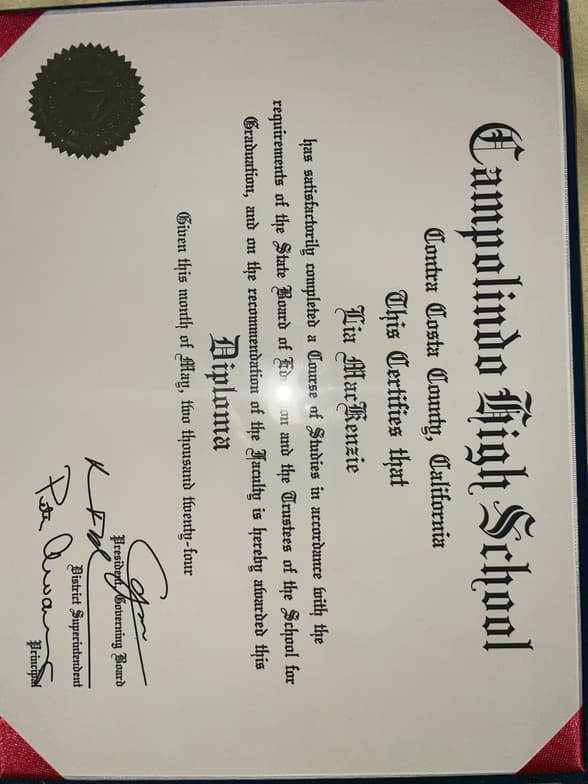 Campolindo High School
Contra Costa County, California
This Certifies that
Lia MacKenzie
has satisfactorily completed a Course of Studies in accordance with the
requirements of the State Board of Ed on and the Trustees of the School for
Graduation, and on the recommendation of the Faculty is hereby awarded this
Diploma
Given this month of May, two thousand twenty-four
President, Governing Board
District Superintendent
Principal